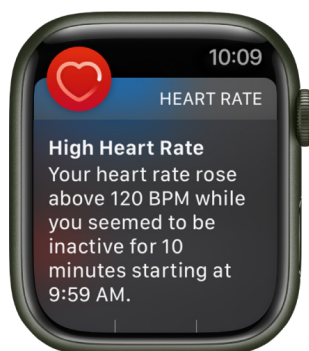 10:09
HEART RATE
High Heart Rate
Your heart rate rose
above 120 BPM while
you seemed to be
inactive for 10
minutes starting at
9:59 AM.